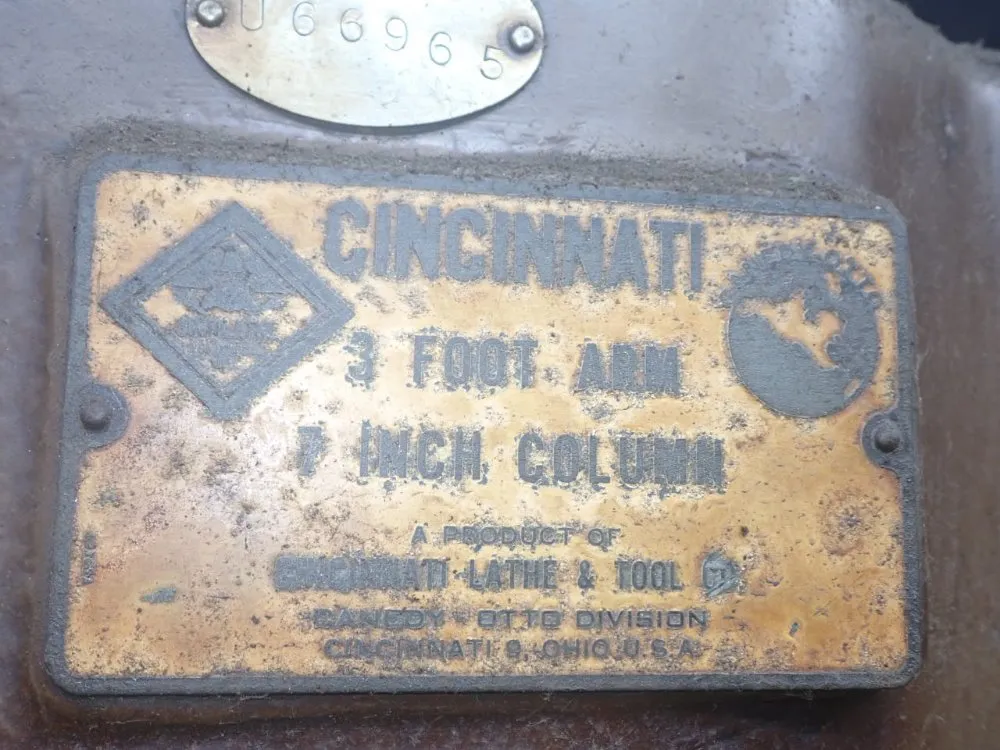 U66965
CINCINNATI
3 FOOT ARM
7 INCH COLUMN
A PRODUCT OF
CINCINNATI LATHE & TOOL CO
CANEDY - OTTO DIVISION
CINCINNATI 9, OHIO, U.S.A.